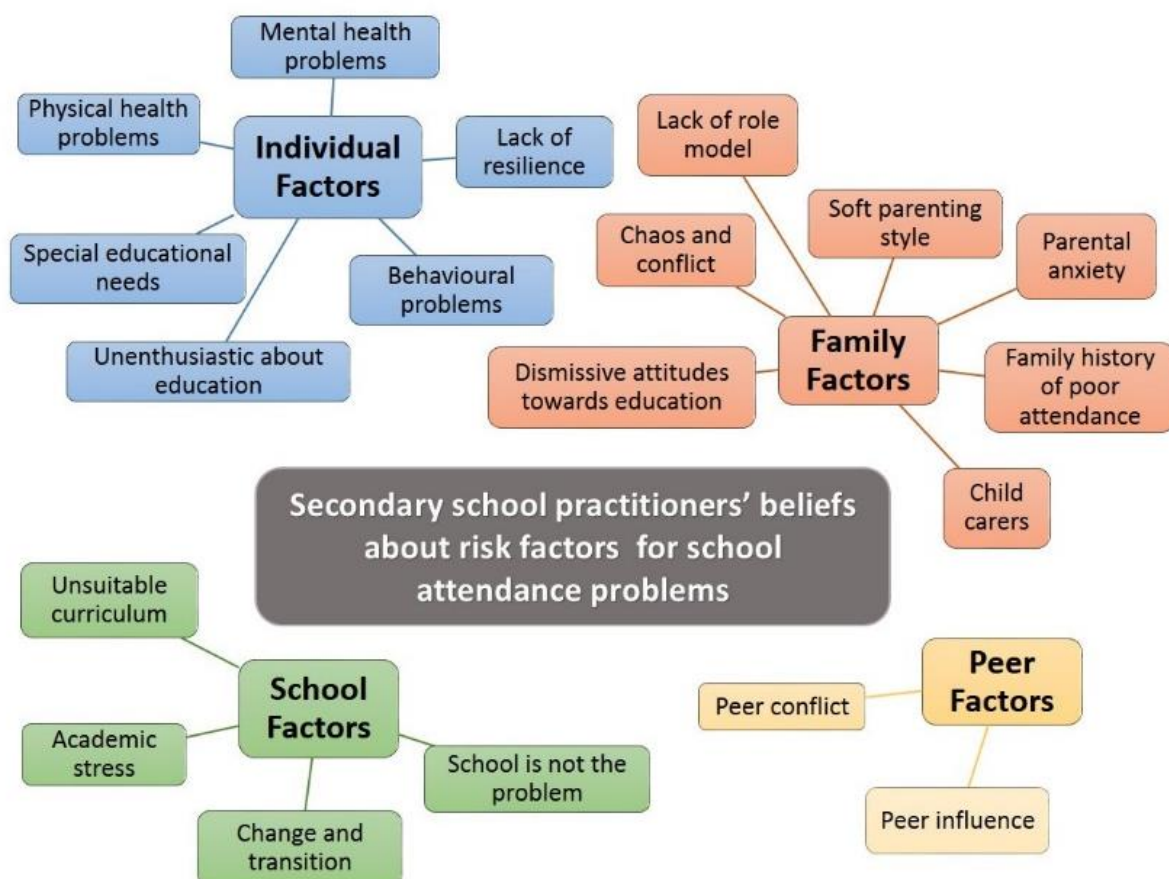 Mental health
problems
Physical health
problems
Individual
Factors
Lack of
resilience
Special educational
needs
Behavioural
problems
Unenthusiastic about
education
Lack of role
model
Soft parenting
style
Chaos and
conflict
Parental
anxiety
Family
Factors
Dismissive attitudes
towards education
Family history
of poor
attendance
Child
carers
Secondary school practitioners’ beliefs
about risk factors for school
attendance problems
Unsuitable
curriculum
School
Factors
Academic
stress
School is not the
problem
Change and
transition
Peer
Factors
Peer conflict
Peer influence